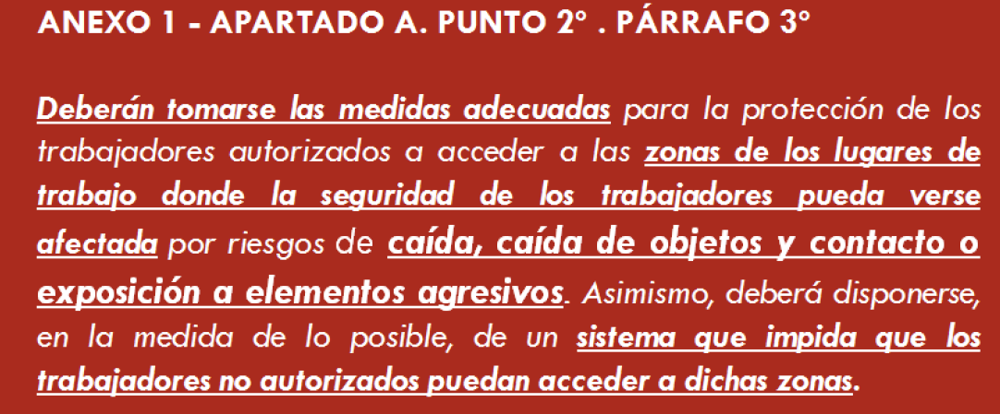 ANEXO 1 - APARTADO A. PUNTO 2º . PÁRRAFO 3º
Deberán tomarse las medidas adecuadas para la protección de los
trabajadores autorizados a acceder a las zonas de los lugares de
trabajo donde la seguridad de los trabajadores pueda verse
afectada por riesgos de caída, caída de objetos y contacto o
exposición a elementos agresivos. Asimismo, deberá disponerse,
en la medida de lo posible, de un sistema que impida que los
trabajadores no autorizados puedan acceder a dichas zonas.